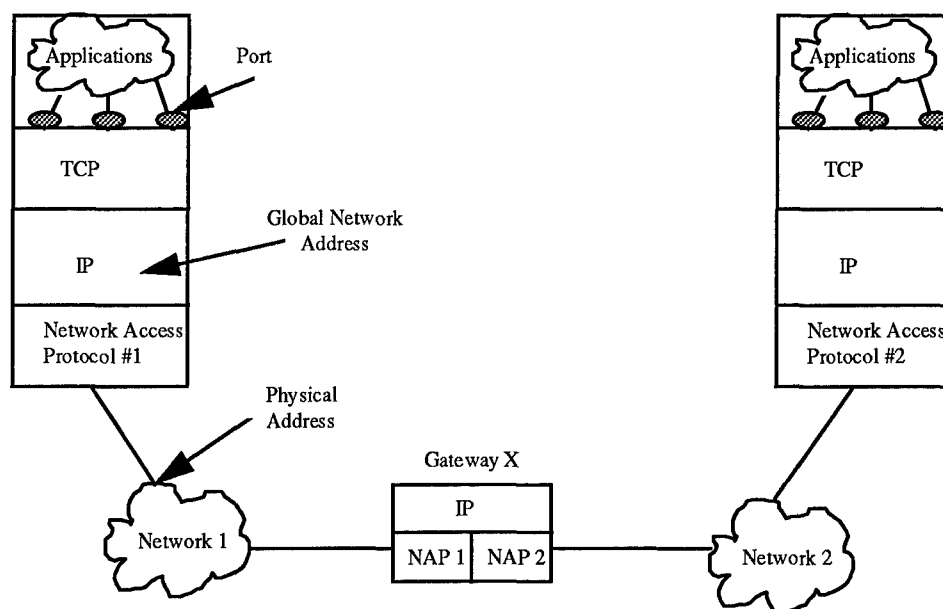 Applications
Port
TCP
Global Network
Address
IP
Network Access
Protocol #1
Physical
Address
Network 1
Gateway X
IP
NAP 1
NAP 2
Applications
TCP
IP
Network Access
Protocol #2
Network 2